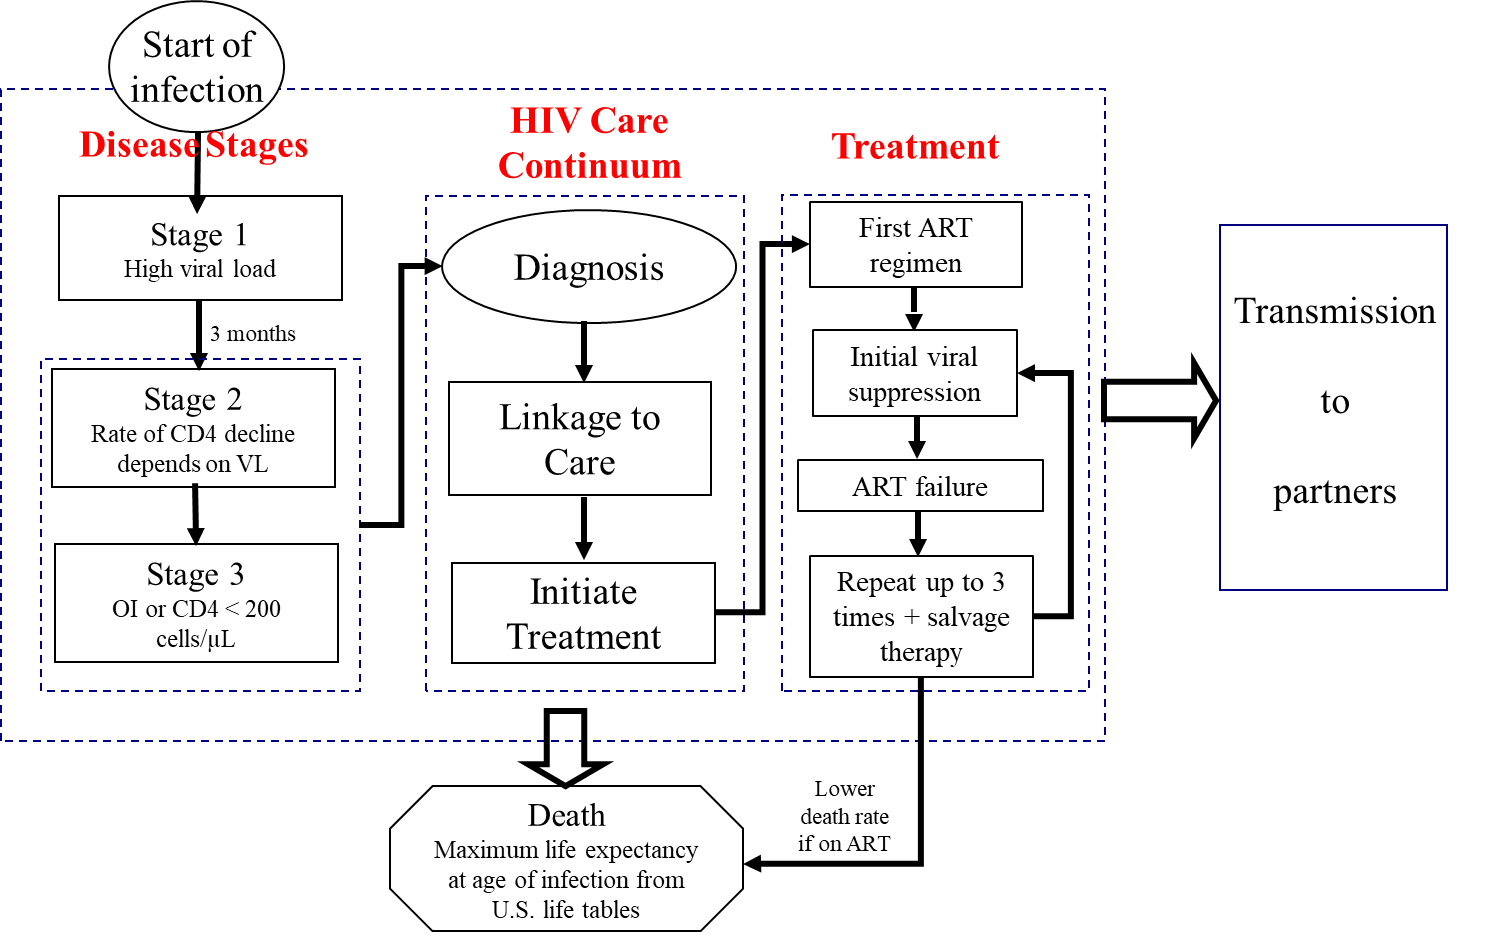 Start of
infection
Disease Stages
Stage 1
High viral load
3 months
Stage 2
Rate of CD4 decline
depends on VL
Stage 3
OI or CD4 < 200
cells/μL
HIV Care
Continuum
Diagnosis
Linkage to
Care
Initiate
Treatment
Treatment
First ART
regimen
Initial viral
suppression
ART failure
Repeat up to 3
times + salvage
therapy
Transmission
to
partners
Lower
death rate
if on ART
Death
Maximum life expectancy
at age of infection from
U.S. life tables